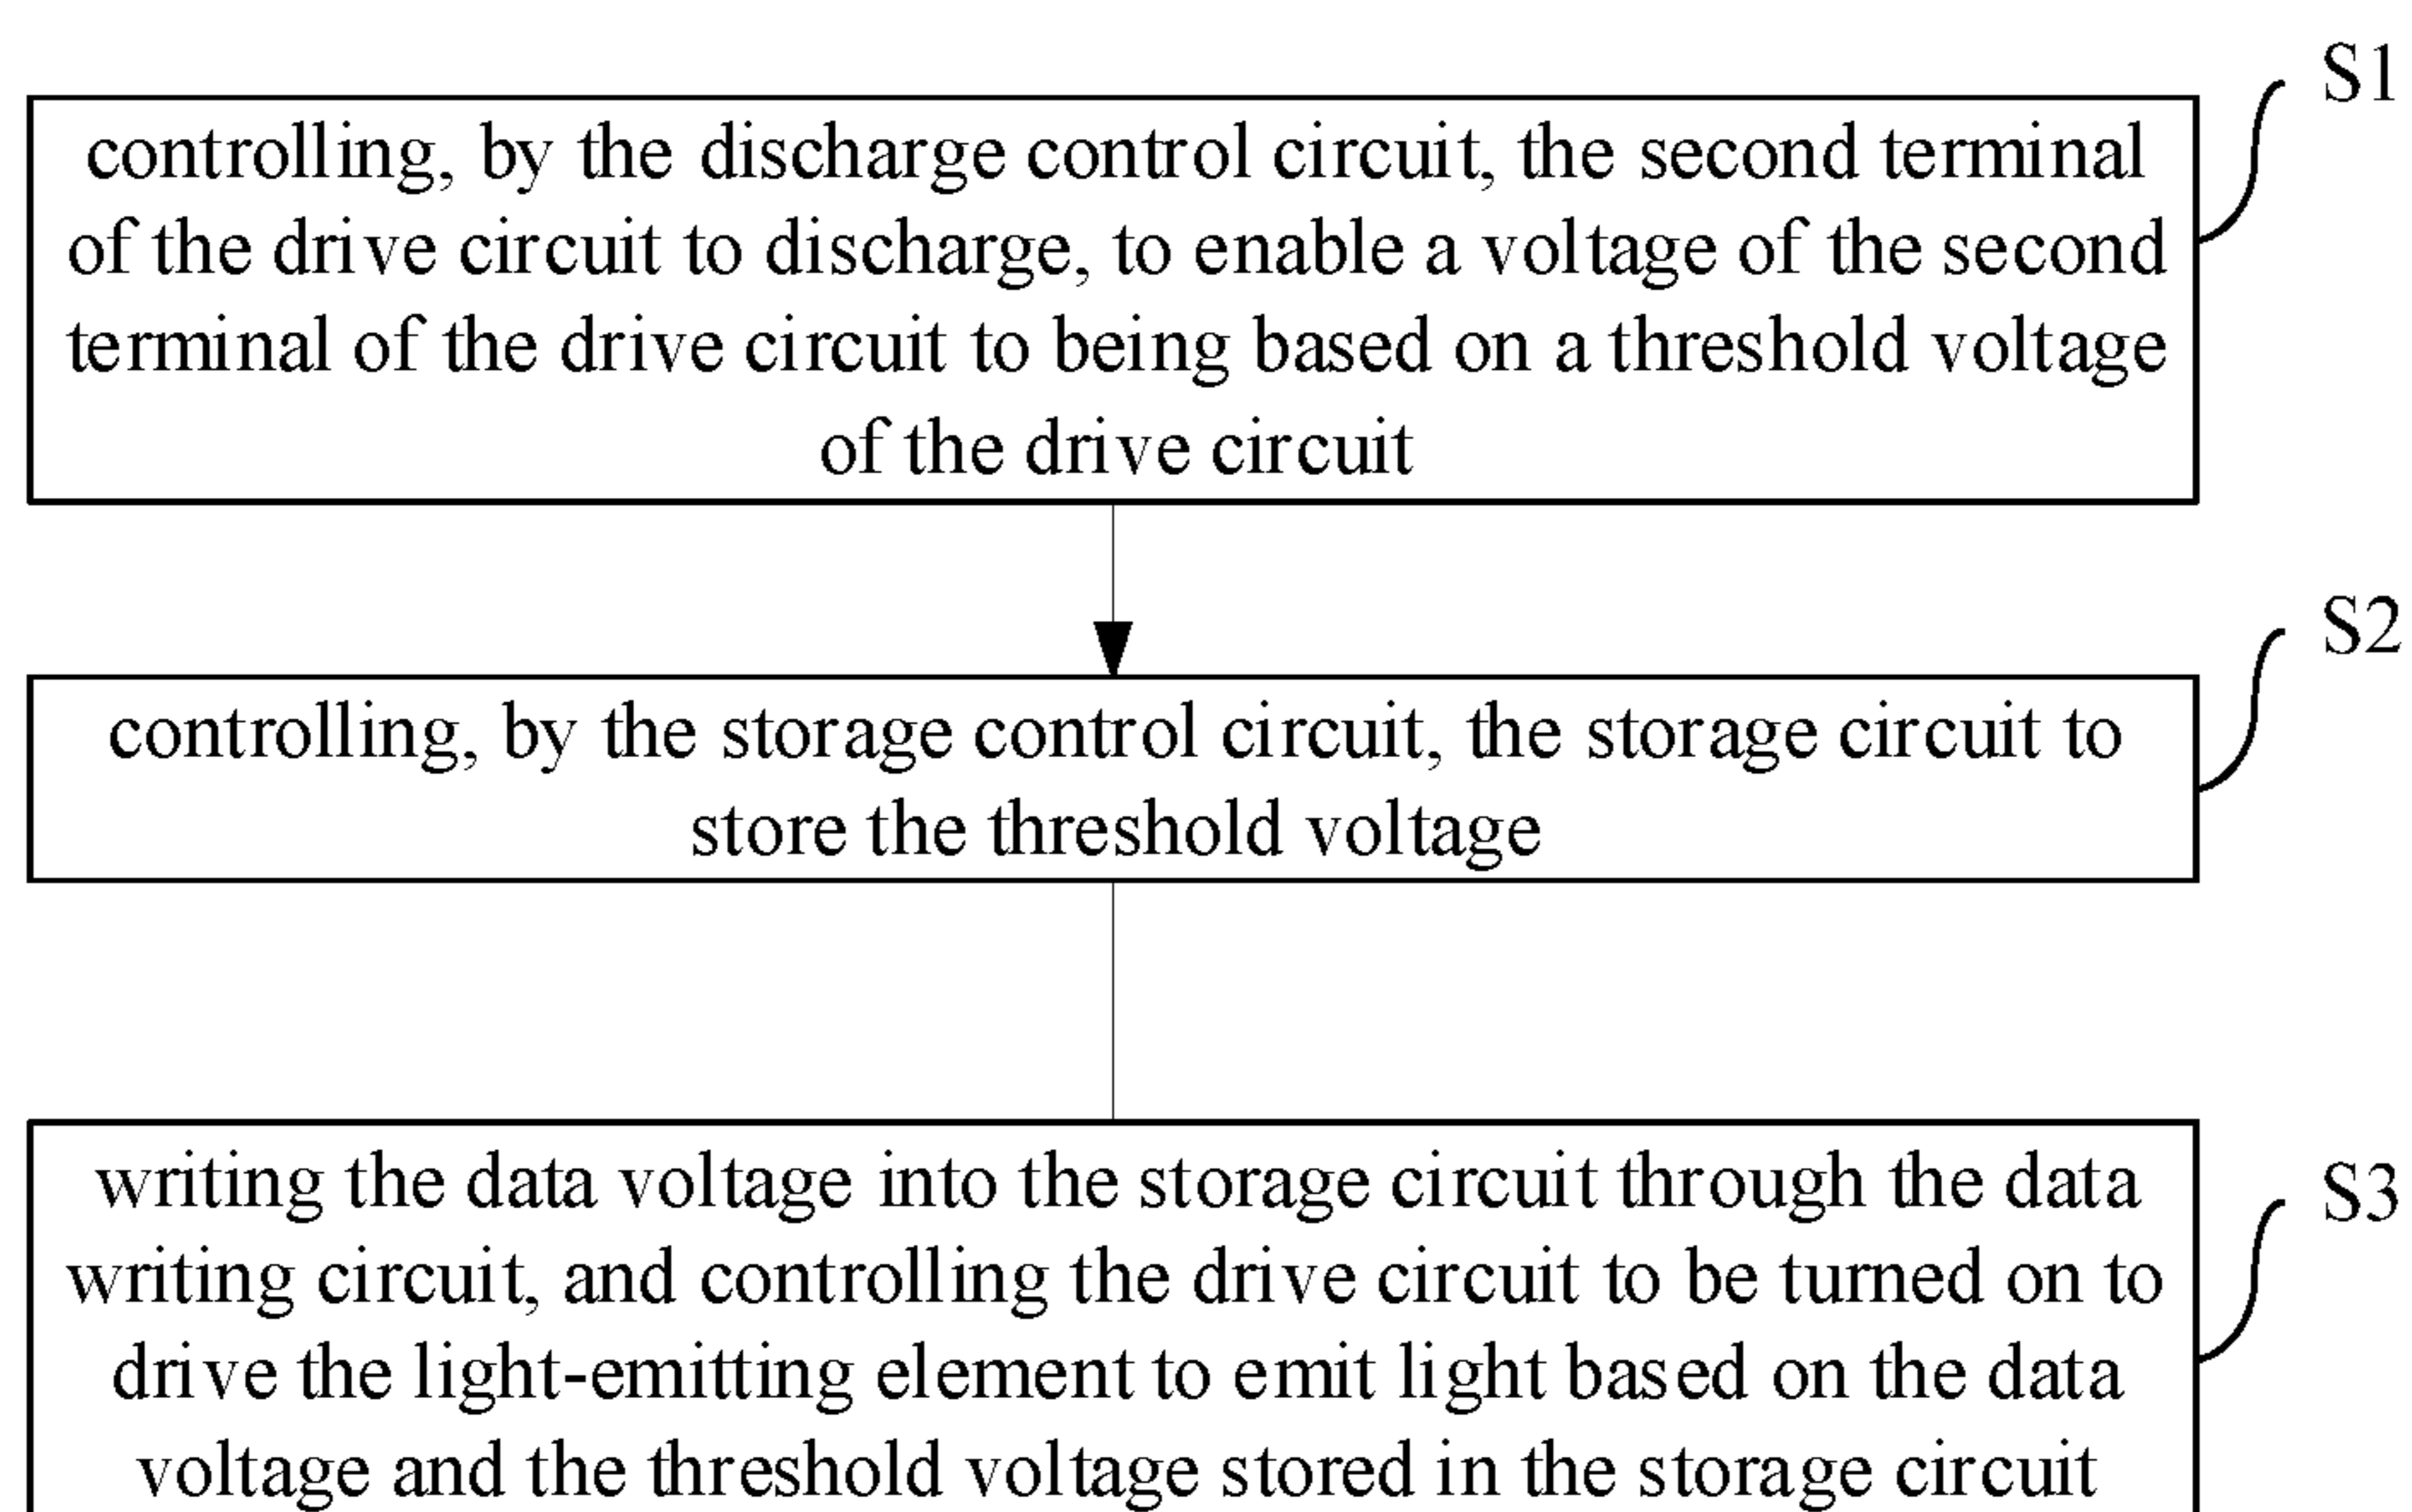 S1
controlling, by the discharge control circuit, the second terminal
of the drive circuit to discharge, to enable a voltage of the second
terminal of the drive circuit to being based on a threshold voltage
of the drive circuit
S2
controlling, by the storage control circuit, the storage circuit to
store the threshold voltage
S3
writing the data voltage into the storage circuit through the data
writing circuit, and controlling the drive circuit to be turned on to
drive the light-emitting element to emit light based on the data
voltage and the threshold voltage stored in the storage circuit